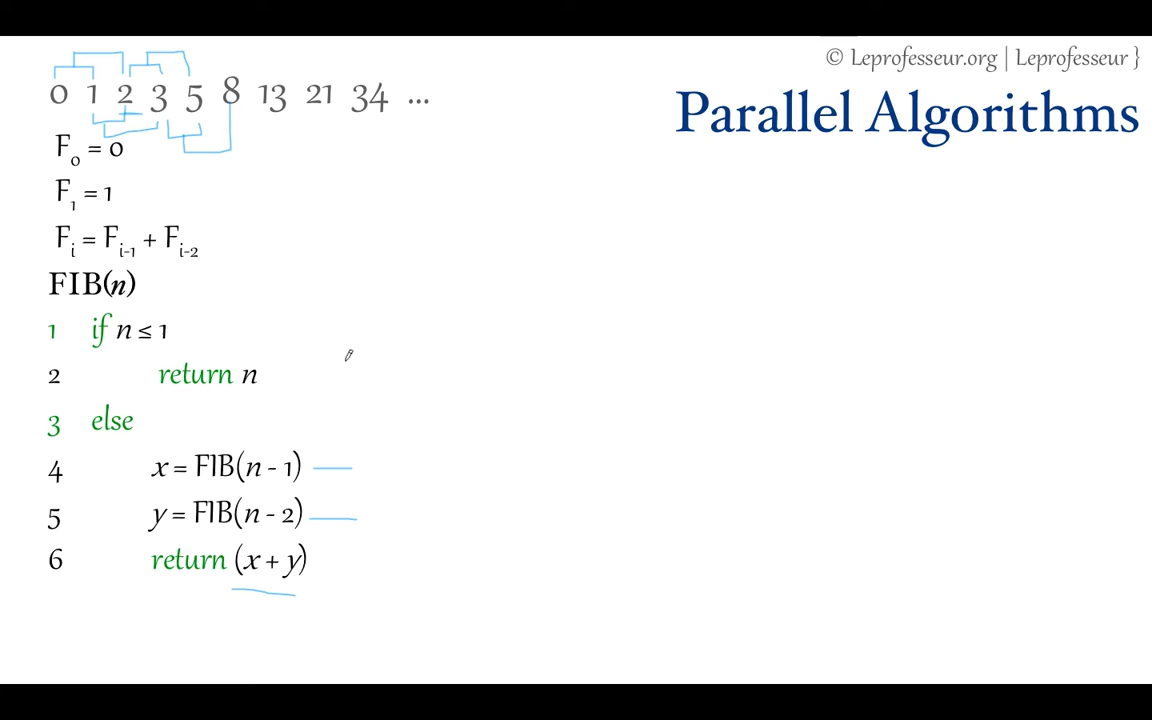 © Leprofesseur.org | Leprofesseur }
Parallel Algorithms
0 1 2 3 5 8 13 21 34 ...
F₀ = 0
F₁ = 1
Fᵢ = Fᵢ₋₁ + Fᵢ₋₂
FIB(n)
1 if n ≤ 1
2 return n
3 else
4 x = FIB(n - 1)
5 y = FIB(n - 2)
6 return (x + y)